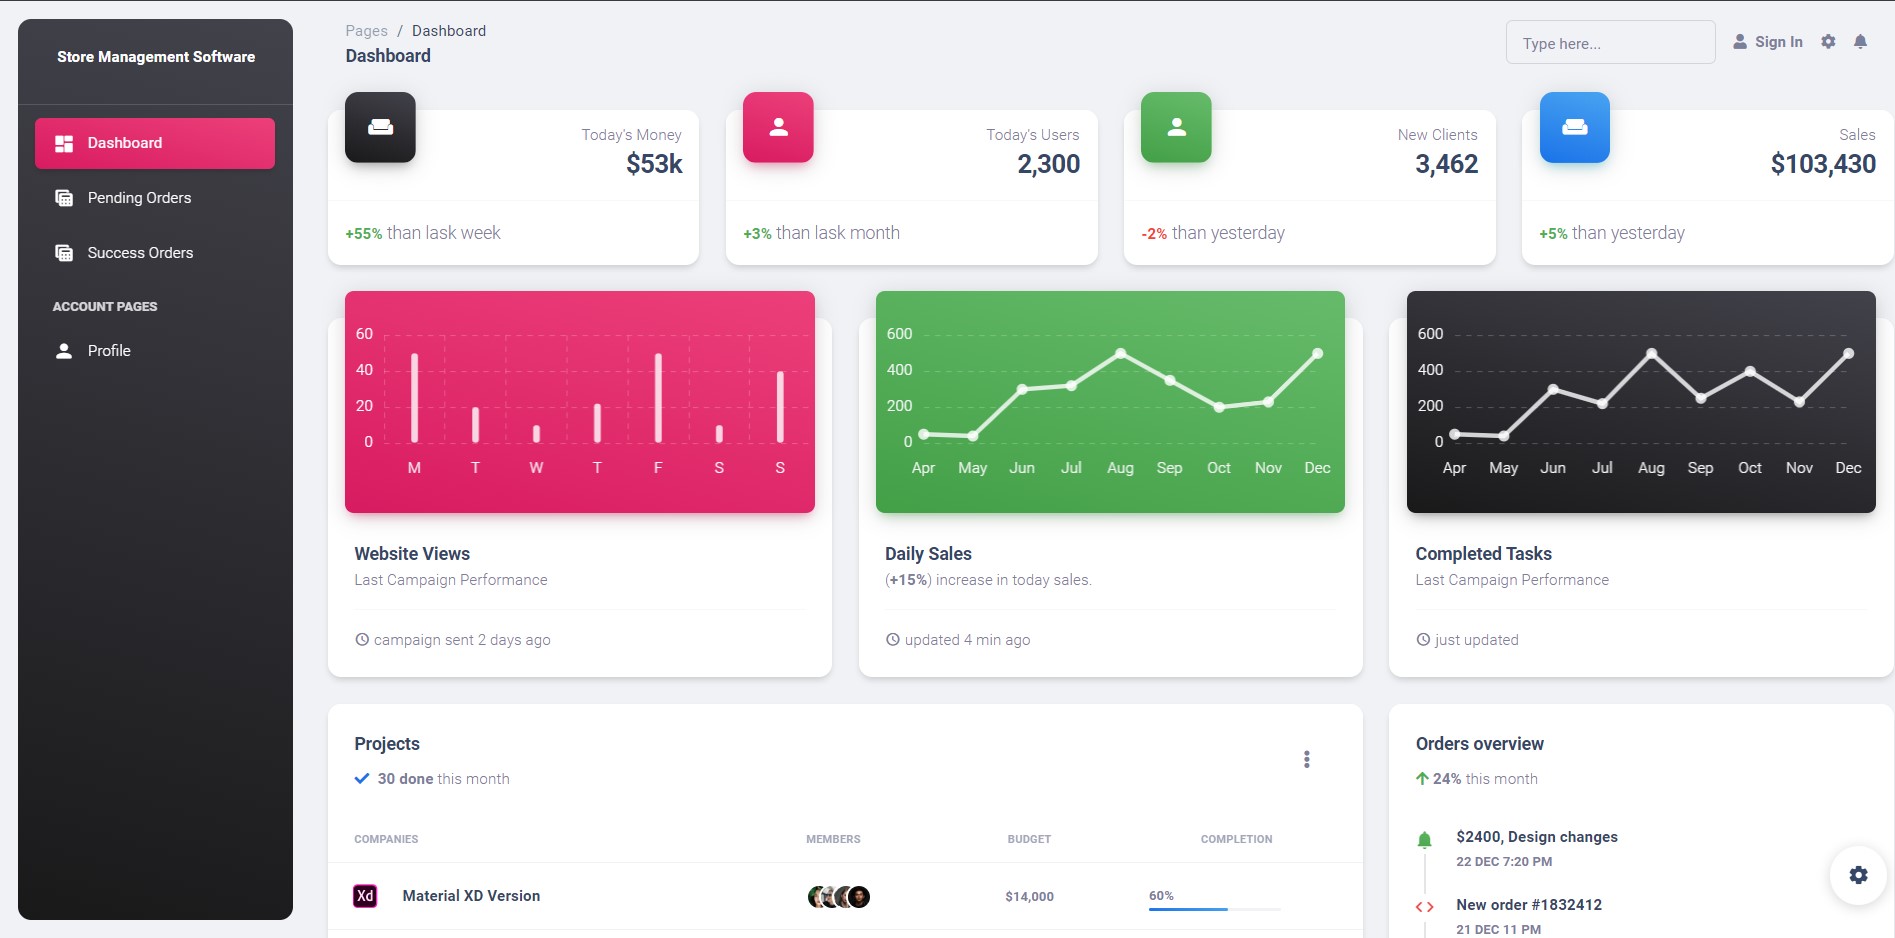 Store Management Software
Dashboard
Pending Orders
Success Orders
ACCOUNT PAGES
Profile
Pages / Dashboard
Dashboard
Type here...
Sign In
Today's Money
$53k
+55% than lask week
Today's Users
2,300
+3% than lask month
New Clients
3,462
-2% than yesterday
Sales
$103,430
+5% than yesterday
60
40
20
0
M T W T F S S
Website Views
Last Campaign Performance
campaign sent 2 days ago
600
400
200
0
Apr May Jun Jul Aug Sep Oct Nov Dec
Daily Sales
(+15%) increase in today sales.
updated 4 min ago
600
400
200
0
Apr May Jun Jul Aug Sep Oct Nov Dec
Completed Tasks
Last Campaign Performance
just updated
Projects
30 done this month
COMPANIES MEMBERS BUDGET COMPLETION
Xd Material XD Version $14,000 60%
Orders overview
24% this month
$2400, Design changes
22 DEC 7:20 PM
New order #1832412
21 DEC 11 PM